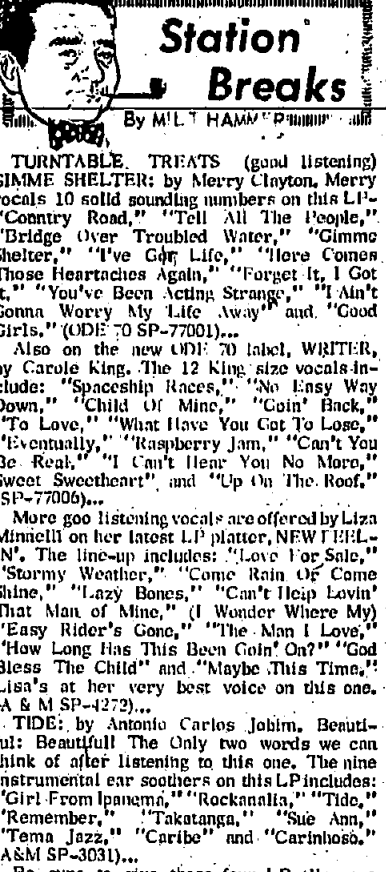 Station
Breaks
By MILT HAMMER
TURNTABLE TREATS (good listening)
GIMME SHELTER: by Merry Clayton. Merry
vocals 10 solid sounding numbers on this LP-
"Country Road," "Tell All The People,"
"Bridge Over Troubled Water," "Gimme
Shelter," "I've Got Life," "Here Comes
Those Heartaches Again," "Forget It, I Got
It," "You've Been Acting Strange," "I Ain't
Gonna Worry My Life Away" and "Good
Girls." (ODE 70 SP-77001)...
Also on the new ODE 70 label, WRITER,
by Carole King. The 12 King size vocals in-
clude: "Spaceship Races," "No Easy Way
Down," "Child Of Mine," "Goin' Back,"
"To Love," "What Have You Got To Lose,"
"Eventually," "Raspberry Jam," "Can't You
Be Real," "I Can't Hear You No More,"
Sweet Sweetheart" and "Up On The Roof."
(SP-77006)...
More goo listening vocals are offered by Liza
Minnelli on her latest LP platter, NEW FEEL-
IN'. The line-up includes: "Love For Sale,"
"Stormy Weather," "Come Rain Or Come
Shine," "Lazy Bones," "Can't Help Lovin'
That Man of Mine," (I Wonder Where My)
"Easy Rider's Gone," "The Man I Love,"
"How Long Has This Been Goin' On?" "God
Bless The Child" and "Maybe This Time."
Lisa's at her very best voice on this one.
(A & M SP-4272)...
TIDE: by Antonio Carlos Jobim. Beauti-
ful: Beautiful! The Only two words we can
think of after listening to this one. The nine
instrumental ear soothers on this LP includes:
"Girl From Ipanema," "Rockanalia," "Tide,"
"Remember," "Takatanga," "Sue Ann,"
"Tema Jazz," "Caribe" and "Carinhoso."
(A&M SP-3031)...